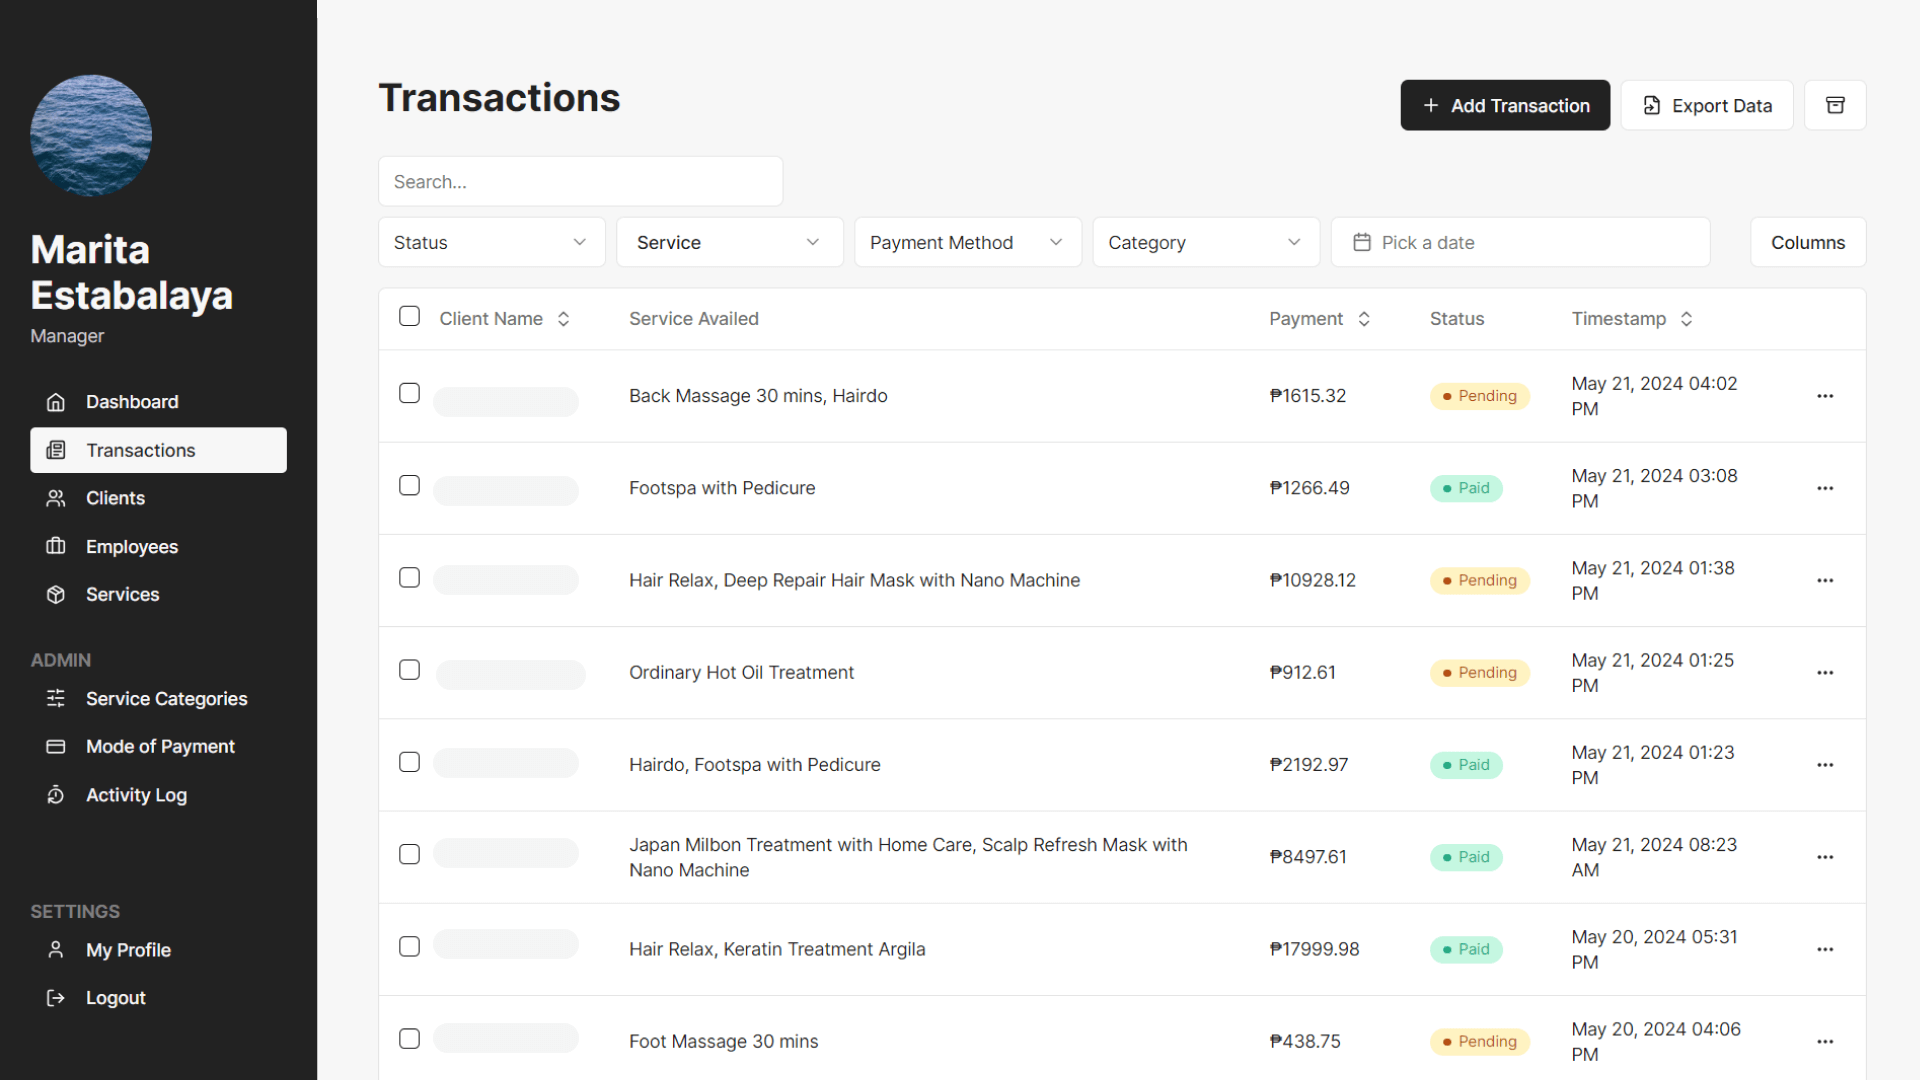 Marita
Estabalaya
Manager
Dashboard
Transactions
Clients
Employees
Services
ADMIN
Service Categories
Mode of Payment
Activity Log
SETTINGS
My Profile
Logout
Transactions
Add Transaction
Export Data
Search...
Status
Service
Payment Method
Category
Pick a date
Columns
Client Name Service Availed Payment Status Timestamp
Back Massage 30 mins, Hairdo ₱1615.32 Pending May 21, 2024 04:02
PM
Footspa with Pedicure ₱1266.49 Paid May 21, 2024 03:08
PM
Hair Relax, Deep Repair Hair Mask with Nano Machine ₱10928.12 Pending May 21, 2024 01:38
PM
Ordinary Hot Oil Treatment ₱912.61 Pending May 21, 2024 01:25
PM
Hairdo, Footspa with Pedicure ₱2192.97 Paid May 21, 2024 01:23
PM
Japan Milbon Treatment with Home Care, Scalp Refresh Mask with
Nano Machine ₱8497.61 Paid May 21, 2024 08:23
AM
Hair Relax, Keratin Treatment Argila ₱17999.98 Paid May 20, 2024 05:31
PM
Foot Massage 30 mins ₱438.75 Pending May 20, 2024 04:06
PM